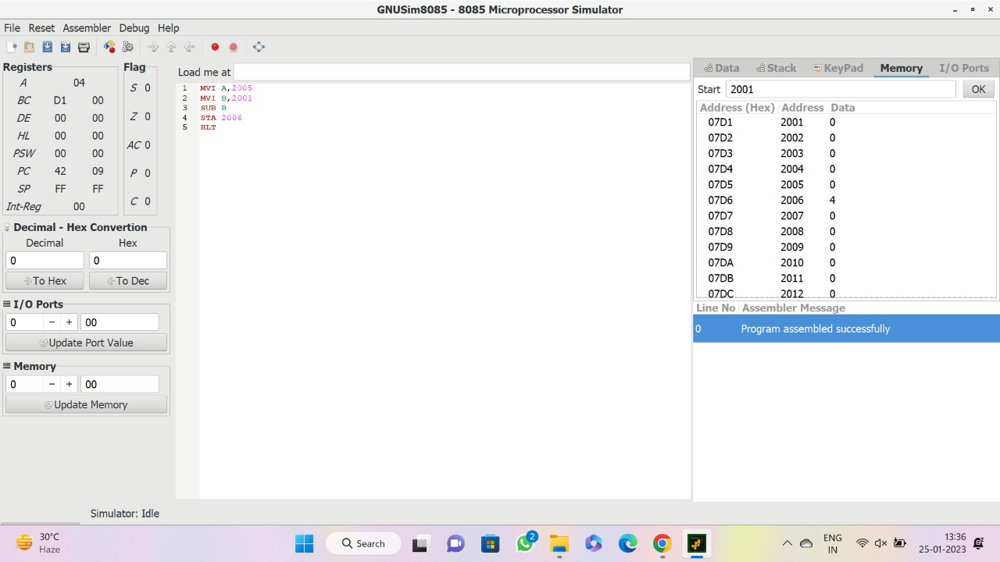 GNUSim8085 - 8085 Microprocessor Simulator
File Reset Assembler Debug Help
Registers
A 04
BC D1 00
DE 00 00
HL 00 00
PSW 00 00
PC 42 09
SP FF FF
Int-Reg 00
Flag
S 0
Z 0
AC 0
P 0
C 0
Decimal - Hex Convertion
Decimal Hex
0 0
To Hex To Dec
I/O Ports
0 − + 00
Update Port Value
Memory
0 − + 00
Update Memory
Load me at
1 MVI A,2005
2 MVI B,2001
3 SUB B
4 STA 2006
5 HLT
Data Stack KeyPad Memory I/O Ports
Start 2001 OK
Address (Hex) Address Data
07D1 2001 0
07D2 2002 0
07D3 2003 0
07D4 2004 0
07D5 2005 0
07D6 2006 4
07D7 2007 0
07D8 2008 0
07D9 2009 0
07DA 2010 0
07DB 2011 0
07DC 2012 0
Line No Assembler Message
0 Program assembled successfully
Simulator: Idle
30°C
Haze
Search
2
ENG
IN
13:36
25-01-2023